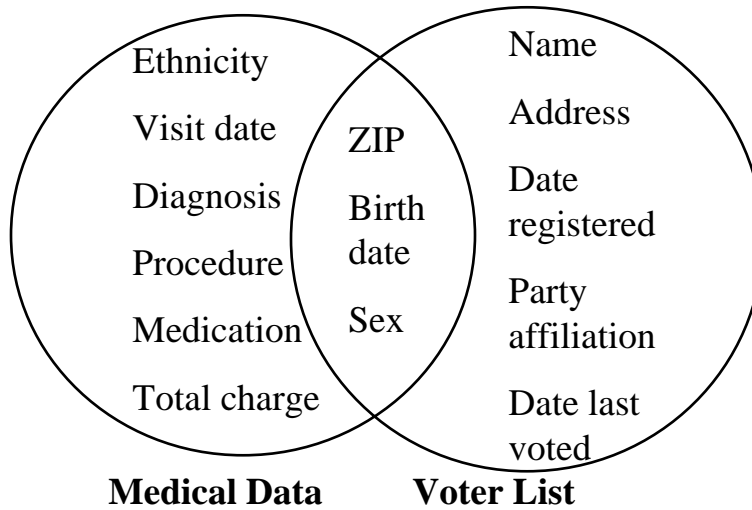 Ethnicity
Visit date
Diagnosis
Procedure
Medication
Total charge
ZIP
Birth
date
Sex
Name
Address
Date
registered
Party
affiliation
Date last
voted
Medical Data
Voter List